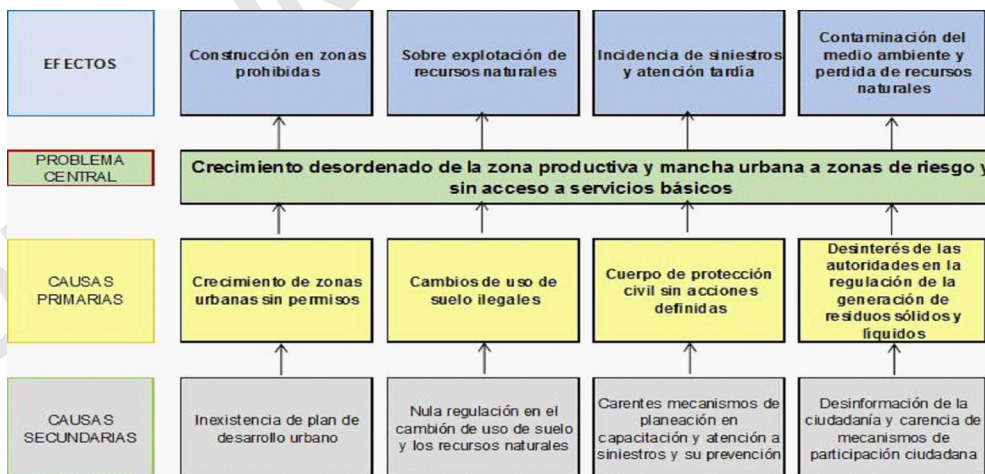 EFECTOS
Construcción en zonas
prohibidas
Sobre explotación de
recursos naturales
Incidencia de siniestros
y atención tardía
Contaminación del
medio ambiente y
perdida de recursos
naturales
PROBLEMA
CENTRAL
Crecimiento desordenado de la zona productiva y mancha urbana a zonas de riesgo y
sin acceso a servicios básicos
CAUSAS
PRIMARIAS
Crecimiento de zonas
urbanas sin permisos
Cambios de uso de
suelo ilegales
Cuerpo de protección
civil sin acciones
definidas
Desinterés de las
autoridades en la
regulación de la
generación de
residuos sólidos y
líquidos
CAUSAS
SECUNDARIAS
Inexistencia de plan de
desarrollo urbano
Nula regulación en el
cambión de uso de suelo
y los recursos naturales
Carentes mecanismos de
planeación en
capacitación y atención a
siniestros y su prevención
Desinformación de la
ciudadanía y carencia de
mecanismos de
participación ciudadana